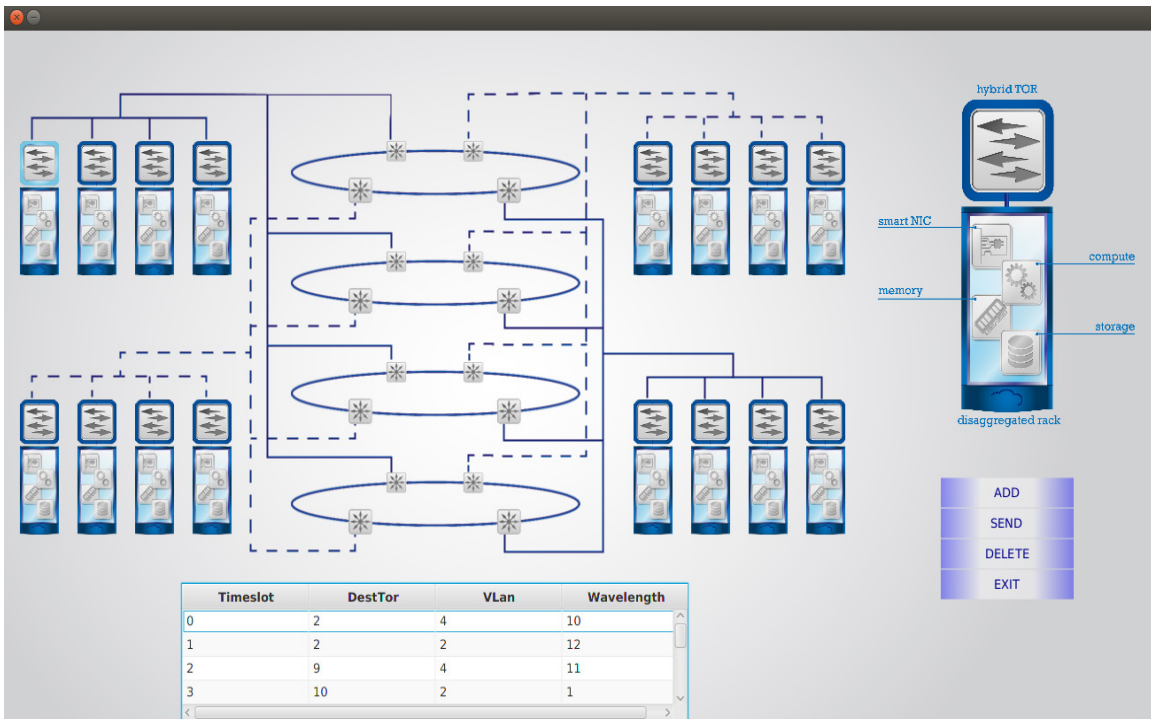 hybrid TOR
smart NIC
compute
memory
storage
disaggregated rack
ADD
SEND
DELETE
EXIT
Timeslot DestTor VLan Wavelength
0 2 4 10
1 2 2 12
2 9 4 11
3 10 2 1